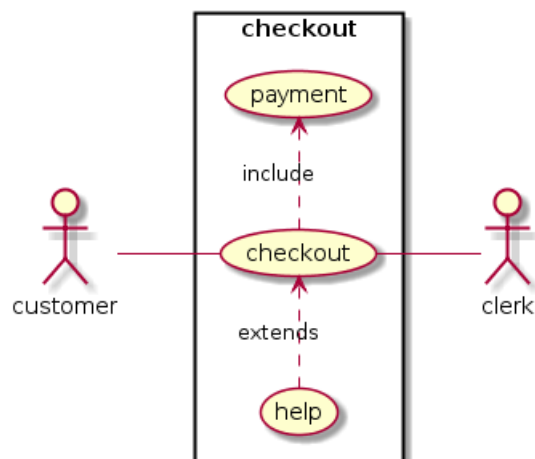 checkout
payment
include
checkout
customer
clerk
extends
help